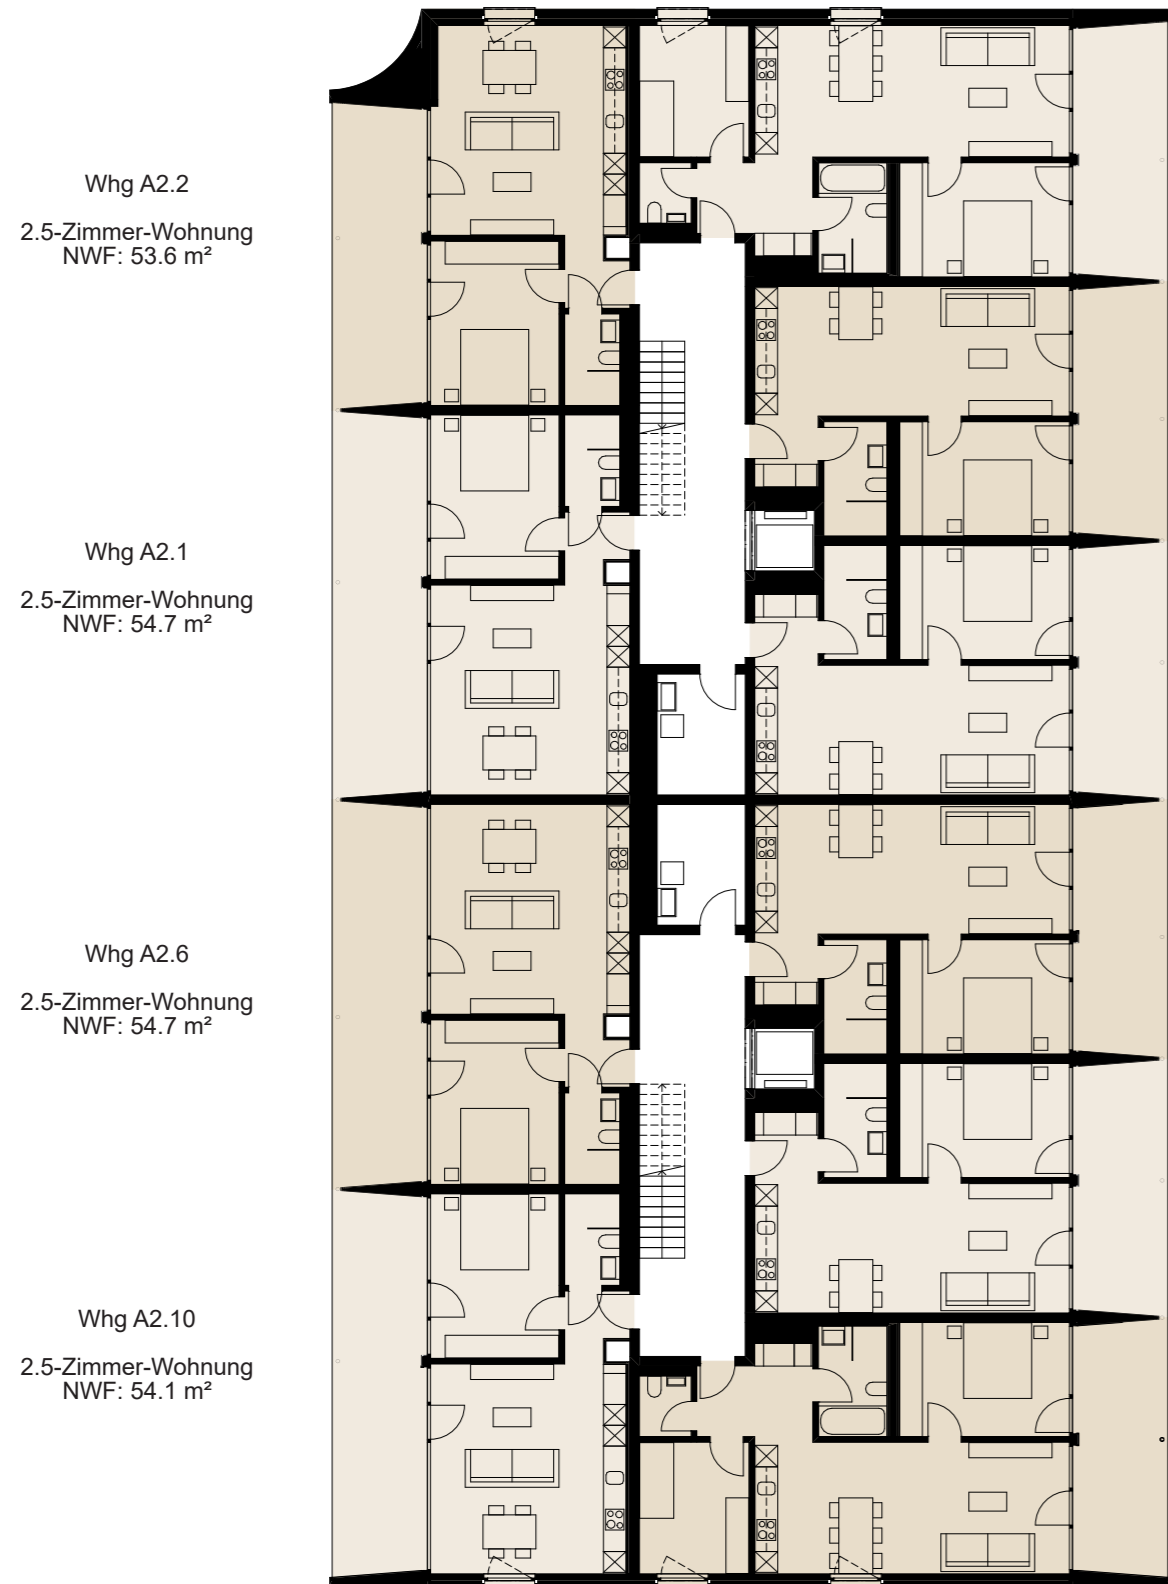 Whg A2.2
2.5-Zimmer-Wohnung
NWF: 53.6 m²
Whg A2.1
2.5-Zimmer-Wohnung
NWF: 54.7 m²
Whg A2.6
2.5-Zimmer-Wohnung
NWF: 54.7 m²
Whg A2.10
2.5-Zimmer-Wohnung
NWF: 54.1 m²